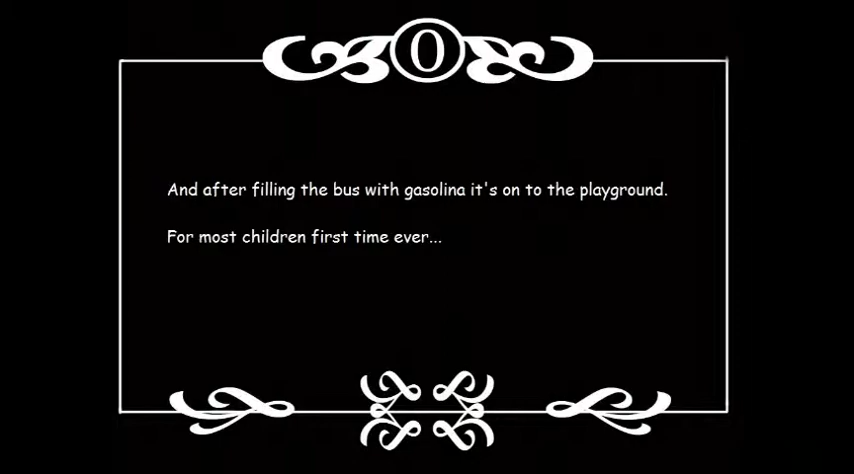 0
And after filling the bus with gasolina it's on to the playground.
For most children first time ever...